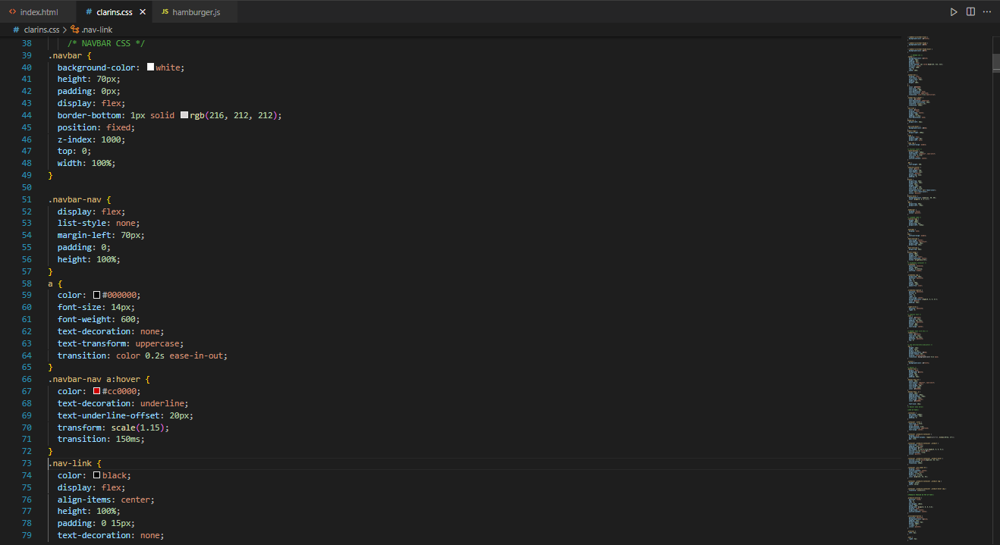 index.html
# clarins.css
JS hamburger.js
# clarins.css > .nav-link
38 /* NAVBAR CSS */
39 .navbar {
40 background-color: white;
41 height: 70px;
42 padding: 0px;
43 display: flex;
44 border-bottom: 1px solid rgb(216, 212, 212);
45 position: fixed;
46 z-index: 1000;
47 top: 0;
48 width: 100%;
49 }
50
51 .navbar-nav {
52 display: flex;
53 list-style: none;
54 margin-left: 70px;
55 padding: 0;
56 height: 100%;
57 }
58 a {
59 color: #000000;
60 font-size: 14px;
61 font-weight: 600;
62 text-decoration: none;
63 text-transform: uppercase;
64 transition: color 0.2s ease-in-out;
65 }
66 .navbar-nav a:hover {
67 color: #cc0000;
68 text-decoration: underline;
69 text-underline-offset: 20px;
70 transform: scale(1.15);
71 transition: 150ms;
72 }
73 .nav-link {
74 color: black;
75 display: flex;
76 align-items: center;
77 height: 100%;
78 padding: 0 15px;
79 text-decoration: none;